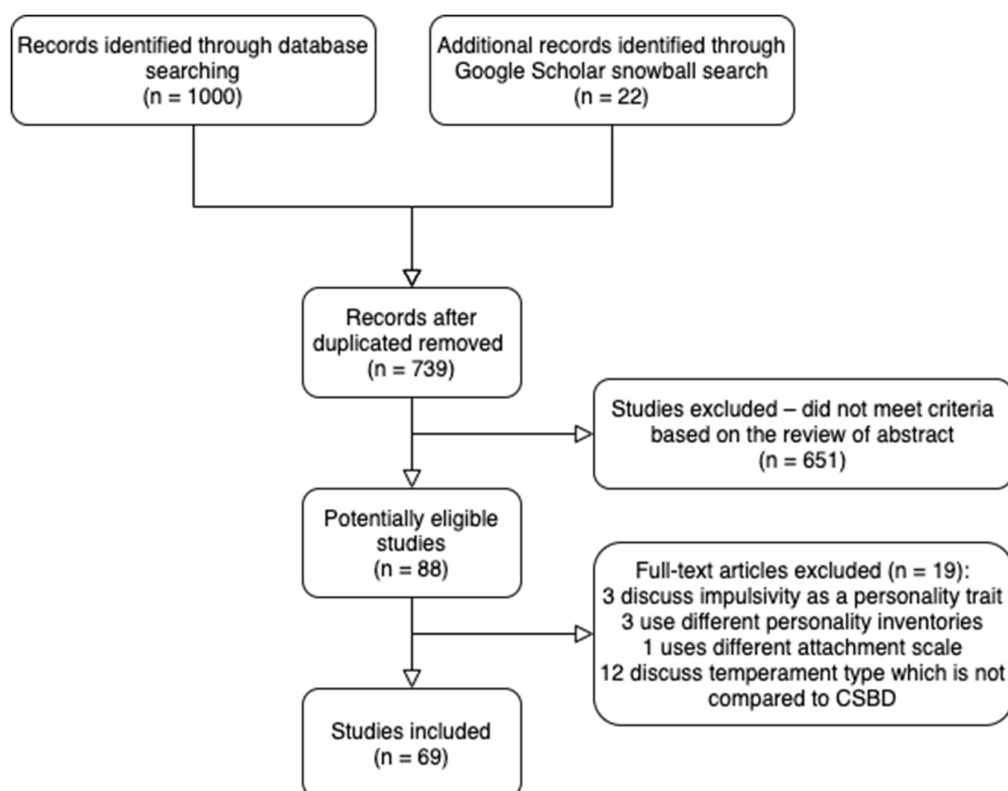 Records identified through database
searching
(n = 1000)
Additional records identified through
Google Scholar snowball search
(n = 22)
Records after
duplicated removed
(n = 739)
Studies excluded – did not meet criteria
based on the review of abstract
(n = 651)
Potentially eligible
studies
(n = 88)
Full-text articles excluded (n = 19):
3 discuss impulsivity as a personality trait
3 use different personality inventories
1 uses different attachment scale
12 discuss temperament type which is not
compared to CSBD
Studies included
(n = 69)